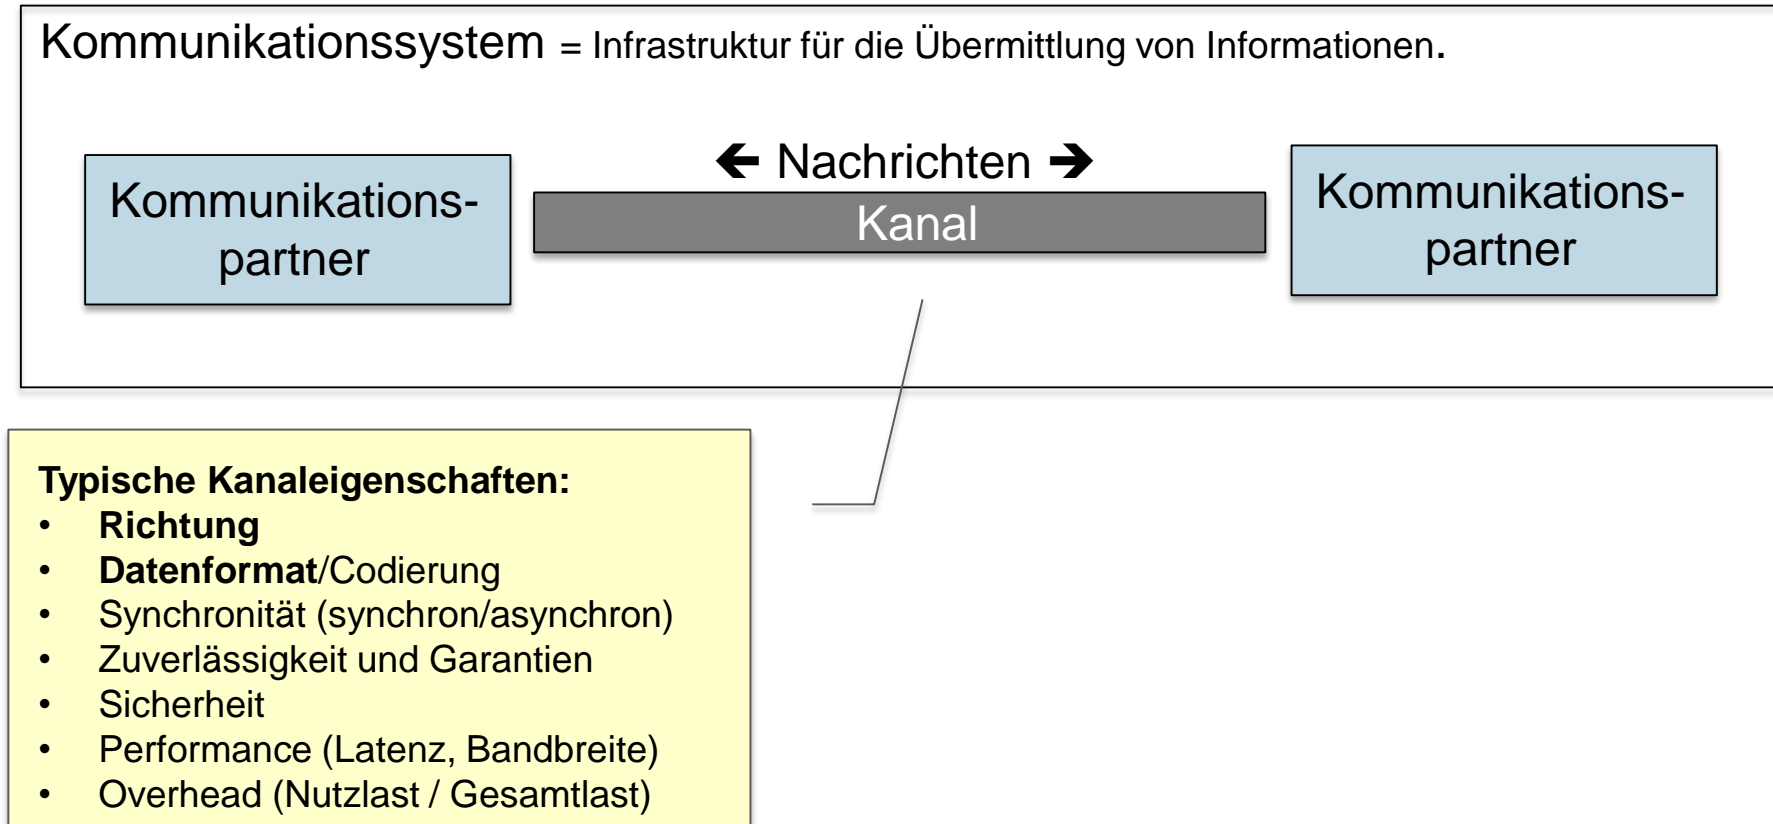 Kommunikationssystem = Infrastruktur für die Übermittlung von Informationen.
🡸 Nachrichten 🡺
Kommunikations-
partner
Kanal
Kommunikations-
partner
Typische Kanaleigenschaften:
• Richtung
• Datenformat/Codierung
• Synchronität (synchron/asynchron)
• Zuverlässigkeit und Garantien
• Sicherheit
• Performance (Latenz, Bandbreite)
• Overhead (Nutzlast / Gesamtlast)